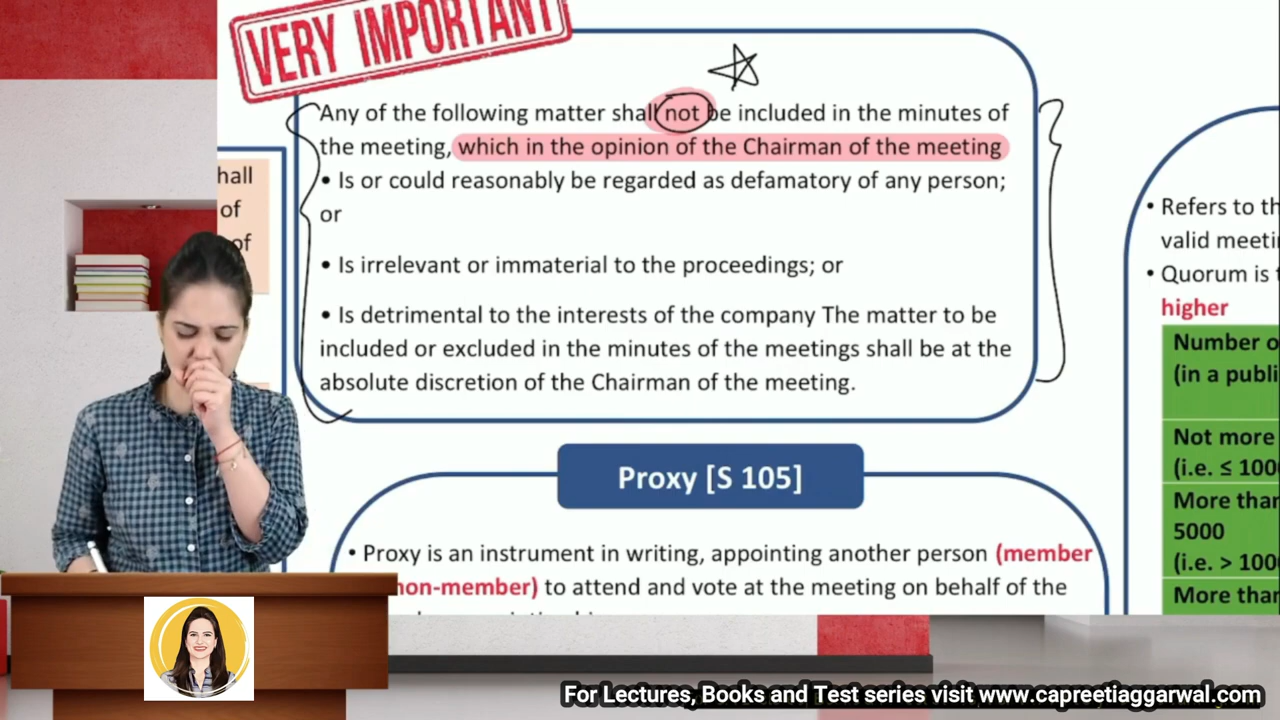 VERY IMPORTANT
Any of the following matter shall not be included in the minutes of
the meeting, which in the opinion of the Chairman of the meeting
• Is or could reasonably be regarded as defamatory of any person;
or
• Is irrelevant or immaterial to the proceedings; or
• Is detrimental to the interests of the company The matter to be
included or excluded in the minutes of the meetings shall be at the
absolute discretion of the Chairman of the meeting.
hall
of
of
Proxy [S 105]
• Proxy is an instrument in writing, appointing another person (member
non-member) to attend and vote at the meeting on behalf of the
• Refers to th
valid meeti
• Quorum is
higher
Number o
(in a publi
Not more
(i.e. ≤ 100
More than
5000
(i.e. > 100
More than
For Lectures, Books and Test series visit www.capreetiaggarwal.com